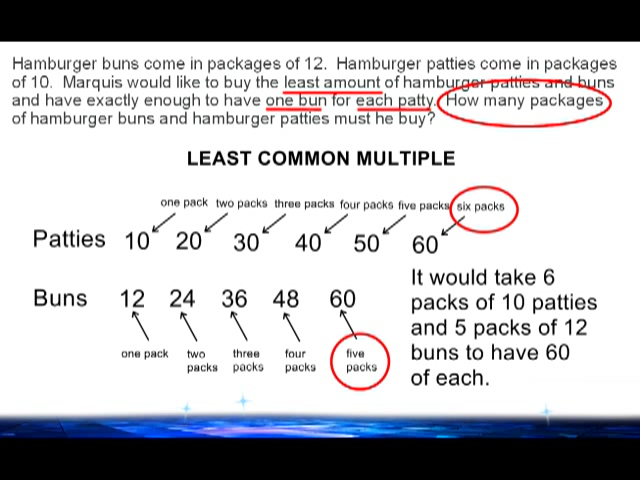 Hamburger buns come in packages of 12.  Hamburger patties come in packages
of 10.  Marquis would like to buy the least amount of hamburger patties and buns
and have exactly enough to have one bun for each patty.  How many packages
of hamburger buns and hamburger patties must he buy?
LEAST COMMON MULTIPLE
one pack two packs three packs four packs five packs six packs
Patties 10 20 30 40 50 60
Buns 12 24 36 48 60
one pack two packs three packs four packs five packs
It would take 6
packs of 10 patties
and 5 packs of 12
buns to have 60
of each.